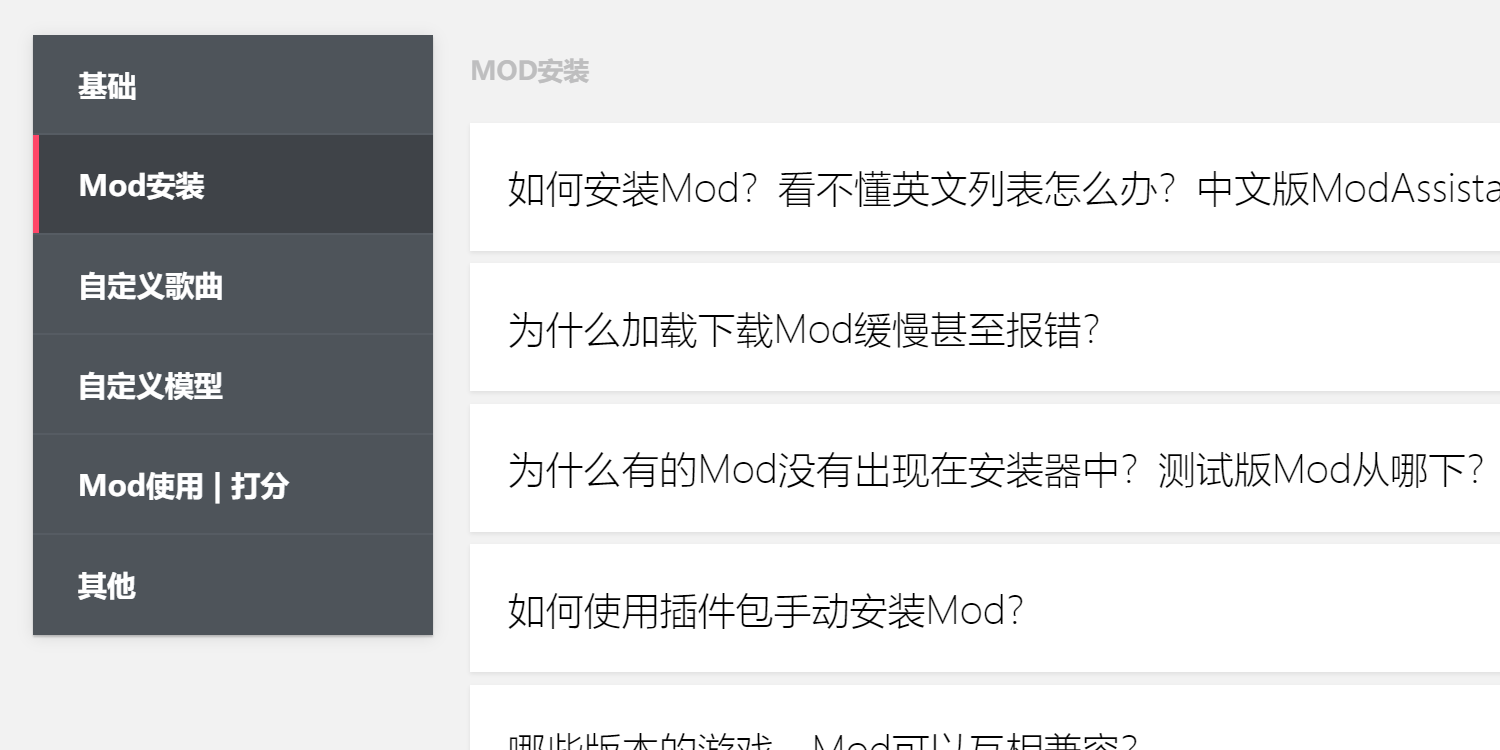 基础
Mod安装
自定义歌曲
自定义模型
Mod使用 | 打分
其他
MOD安装
如何安装Mod？看不懂英文列表怎么办？中文版ModAssista
为什么加载下载Mod缓慢甚至报错？
为什么有的Mod没有出现在安装器中？测试版Mod从哪下？
如何使用插件包手动安装Mod？
哪些版本的游戏、Mod可以互相兼容？